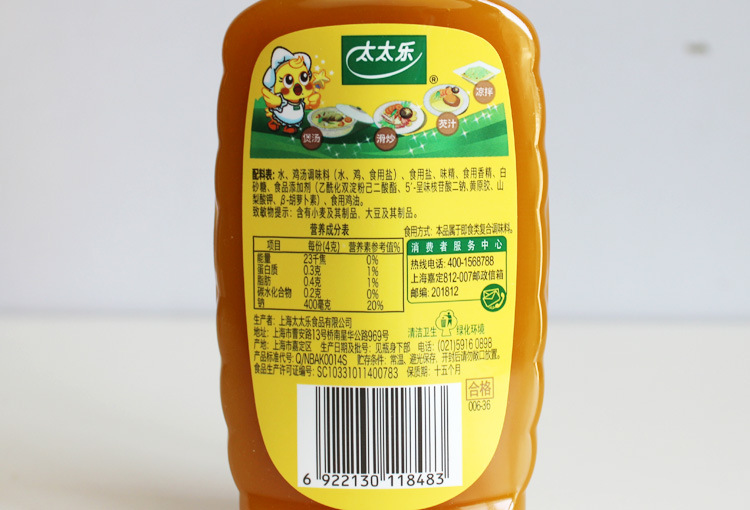 太太乐
®
凉拌
煲汤
滑炒
芡汁
配料表：水、鸡汤调味料（水、鸡、食用盐）、食用盐、味精、食用香精、白
砂糖、食品添加剂（乙酰化双淀粉己二酸酯、5'-呈味核苷酸二钠、黄原胶、山
梨酸钾、β-胡萝卜素）、食用鸡油。
致敏物提示：含有小麦及其制品、大豆及其制品。
营养成分表
食用方式：本品属于即食类复合调味料。
项目 每份(4克) 营养素参考值%
能量 23千焦 0%
蛋白质 0.3克 1%
脂肪 0.4克 1%
碳水化合物 0.2克 0%
钠 400毫克 20%
消费者服务中心
热线电话：400-1568788
上海嘉定812-007邮政信箱
邮编：201812
清洁卫生 绿化环境
生产者：上海太太乐食品有限公司
地址：上海市曹安路13号桥南星华公路969号
产地：上海市嘉定区 生产日期及批号：见瓶身下部 电话：(021)5916 0898
产品标准代号：Q/NBAK0014S 贮存条件：常温、避光保存，开封后请勿敞口放置。
食品生产许可证编号：SC10331011400783 保质期：十五个月
合格
006-36
6 922130 118483